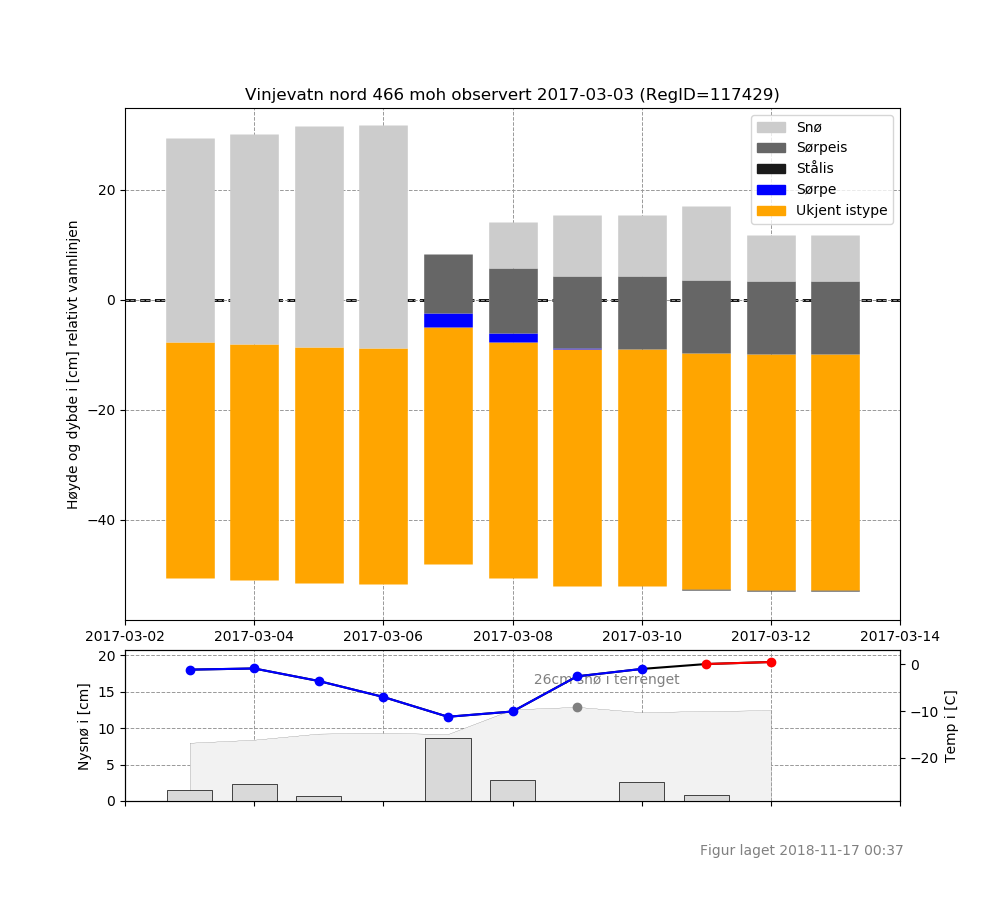 Vinjevatn nord 466 moh observert 2017-03-03 (RegID=117429)
Snø
Sørpeis
Stålis
Sørpe
Ukjent istype
Høyde og dybde i [cm] relativt vannlinjen
20
0
−20
−40
2017-03-02 2017-03-04 2017-03-06 2017-03-08 2017-03-10 2017-03-12 2017-03-14
Nysnø i [cm]
20
15
10
5
0
26cm snø i terrenget
0
−10
−20
Temp i [C]
Figur laget 2018-11-17 00:37